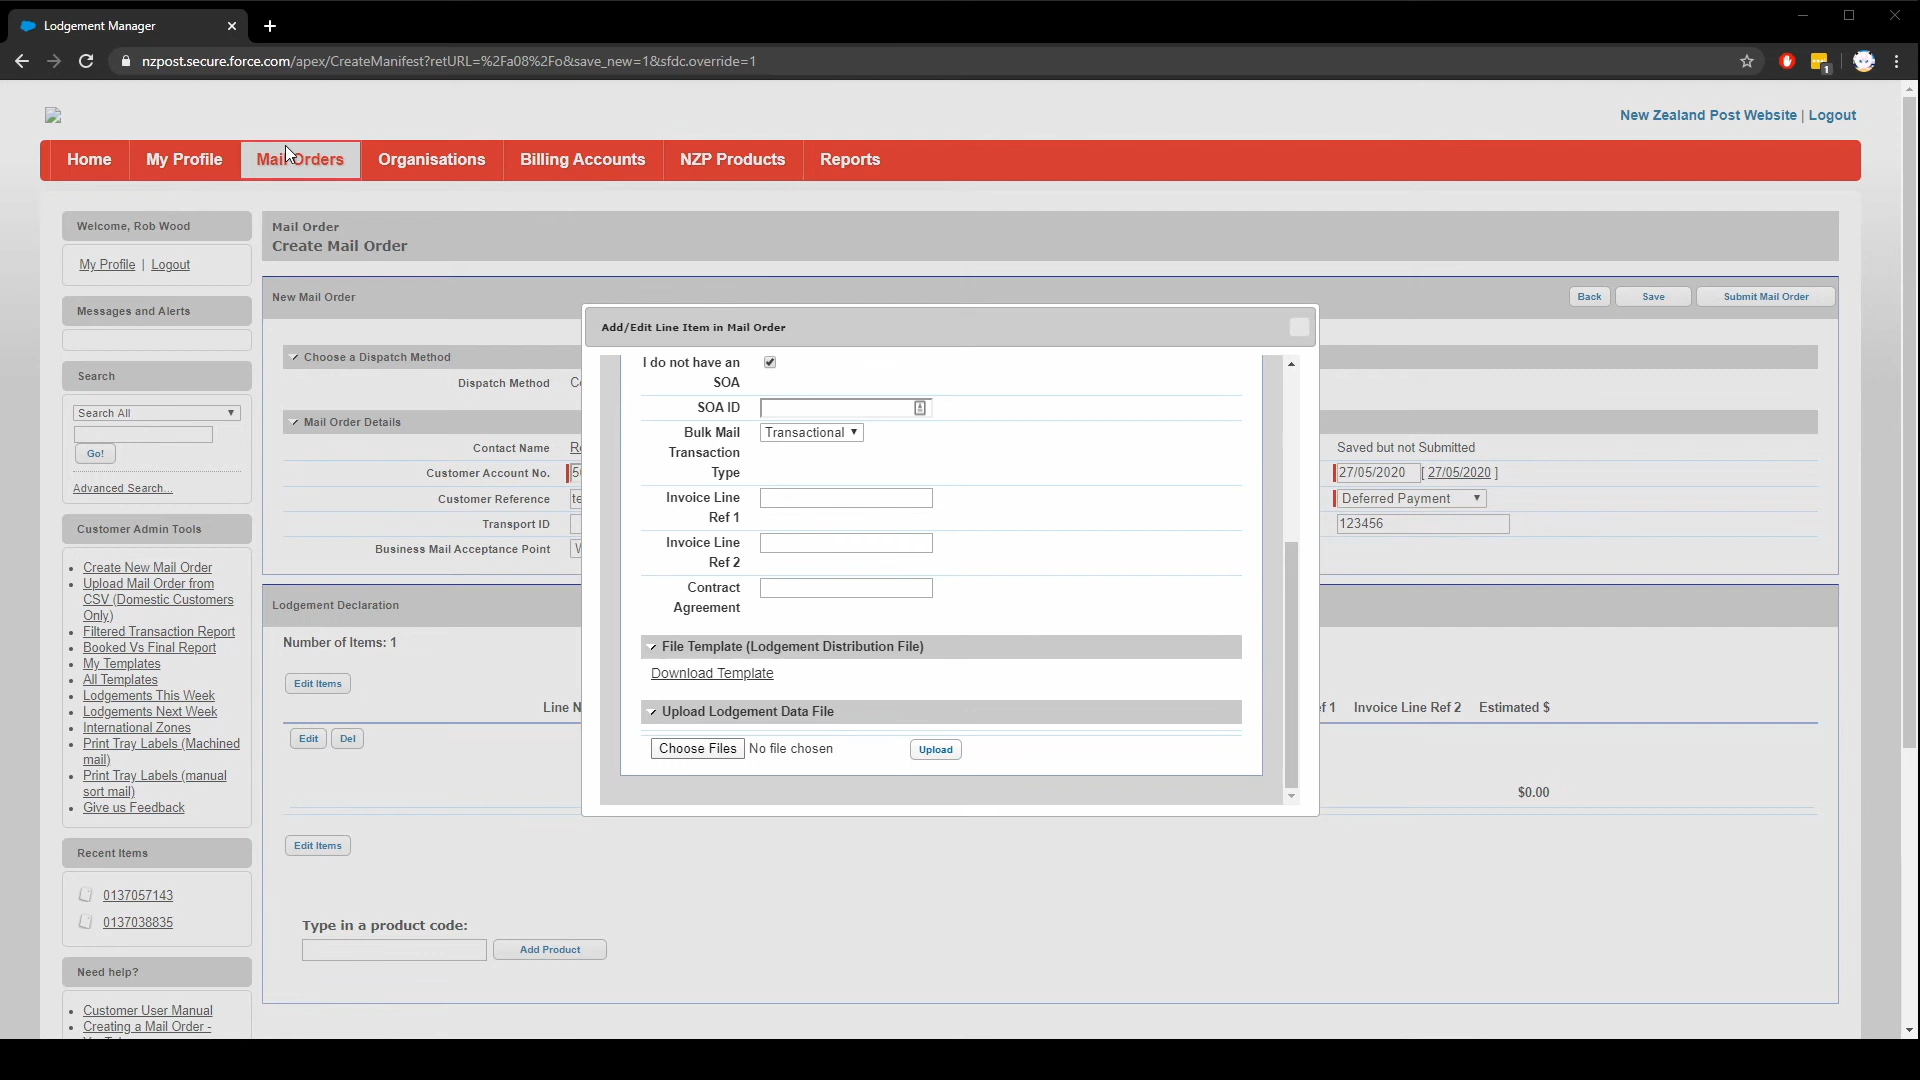 Lodgement Manager
nzpost.secure.force.com/apex/CreateManifest?retURL=%2Fa08%2Fo&save_new=1&sfdc.override=1
1
New Zealand Post Website | Logout
Home
My Profile
Mail Orders
Organisations
Billing Accounts
NZP Products
Reports
Welcome, Rob Wood
My Profile | Logout
Messages and Alerts
Search
Search All
Go!
Advanced Search...
Customer Admin Tools
Create New Mail Order
Upload Mail Order from
CSV (Domestic Customers
Only)
Filtered Transaction Report
Booked Vs Final Report
My Templates
All Templates
Lodgements This Week
Lodgements Next Week
International Zones
Print Tray Labels (Machined
mail)
Print Tray Labels (manual
sort mail)
Give us Feedback
Recent Items
0137057143
0137038835
Need help?
Customer User Manual
Creating a Mail Order -
Mail Order
Create Mail Order
New Mail Order
Back
Save
Submit Mail Order
Choose a Dispatch Method
Dispatch Method
Mail Order Details
Contact Name
Saved but not Submitted
Customer Account No.
27/05/2020 [ 27/05/2020 ]
Customer Reference
Deferred Payment
Transport ID
123456
Business Mail Acceptance Point
Lodgement Declaration
Number of Items: 1
Edit Items
Line N
ef 1 Invoice Line Ref 2 Estimated $
Edit
Del
$0.00
Edit Items
Type in a product code:
Add Product
Add/Edit Line Item in Mail Order
I do not have an
SOA
SOA ID
Bulk Mail
Transaction
Type
Transactional
Invoice Line
Ref 1
Invoice Line
Ref 2
Contract
Agreement
File Template (Lodgement Distribution File)
Download Template
Upload Lodgement Data File
Choose Files No file chosen
Upload